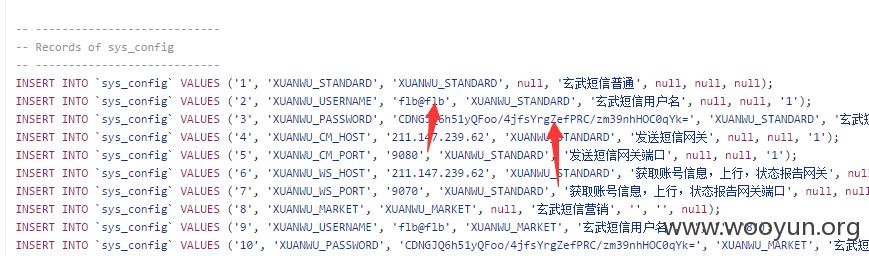 -- ----------------------------
-- Records of sys_config
-- ----------------------------
INSERT INTO `sys_config` VALUES ('1', 'XUANWU_STANDARD', 'XUANWU_STANDARD', null, '玄武短信普通', null, null, null);
INSERT INTO `sys_config` VALUES ('2', 'XUANWU_USERNAME', 'flb@flb', 'XUANWU_STANDARD', '玄武短信用户名', null, null, '1');
INSERT INTO `sys_config` VALUES ('3', 'XUANWU_PASSWORD', 'CDNGJQ6h51yQFoo/4jfsYrgZefPRC/zm39nhHOC0qYk=', 'XUANWU_STANDARD', '玄武
INSERT INTO `sys_config` VALUES ('4', 'XUANWU_CM_HOST', '211.147.239.62', 'XUANWU_STANDARD', '发送短信网关', null, null, '1');
INSERT INTO `sys_config` VALUES ('5', 'XUANWU_CM_PORT', '9080', 'XUANWU_STANDARD', '发送短信网关端口', null, null, '1');
INSERT INTO `sys_config` VALUES ('6', 'XUANWU_WS_HOST', '211.147.239.62', 'XUANWU_STANDARD', '获取账号信息，上行，状态报告网关', null
INSERT INTO `sys_config` VALUES ('7', 'XUANWU_WS_PORT', '9070', 'XUANWU_STANDARD', '获取账号信息，上行，状态报告网关端口', null, null
INSERT INTO `sys_config` VALUES ('8', 'XUANWU_MARKET', 'XUANWU_MARKET', null, '玄武短信营销', '', '', null);
INSERT INTO `sys_config` VALUES ('9', 'XUANWU_USERNAME', 'flb@flb', 'XUANWU_MARKET', '玄武短信用户名', null, null, '8');
INSERT INTO `sys_config` VALUES ('10', 'XUANWU_PASSWORD', 'CDNGJQ6h51yQFoo/4jfsYrgZefPRC/zm39nhHOC0qYk=', 'XUANWU_MARKET', '玄武
www.wooyun.org